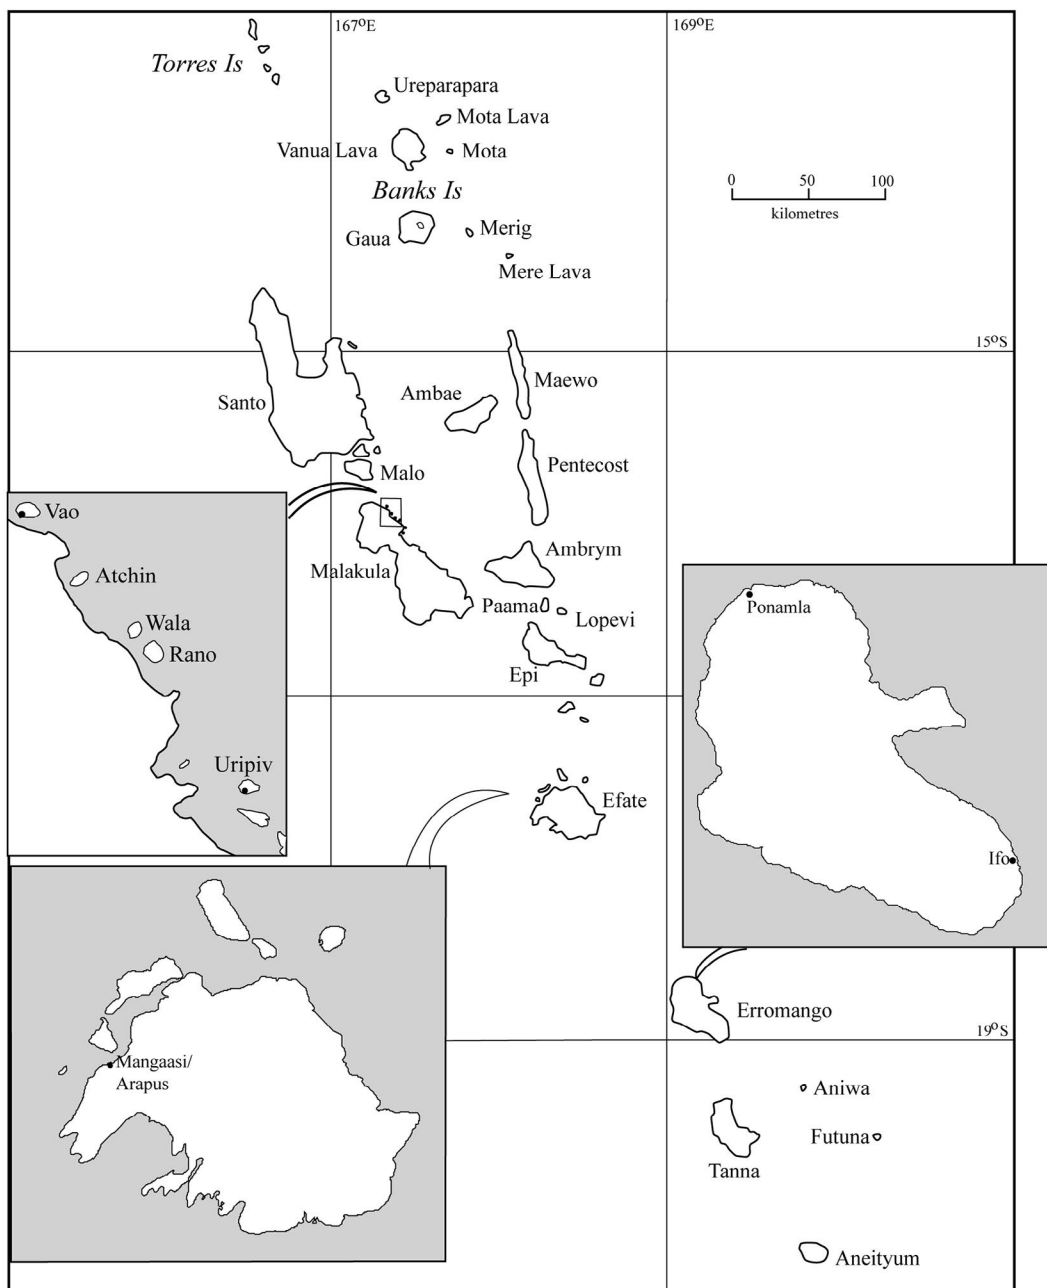 167°E
169°E
Torres Is
Ureparapara
Mota Lava
Vanua Lava
Mota
0 50 100
kilometres
Banks Is
Gaua
Merig
Mere Lava
15°S
Santo
Ambae
Maewo
Malo
Pentecost
Vao
Atchin
Wala
Rano
Uripiv
Malakula
Ambrym
Paama
Lopevi
Epi
Ponamla
Ifo
Efate
Mangaasi/
Arapus
Erromango
19°S
Aniwa
Futuna
Tanna
Aneityum